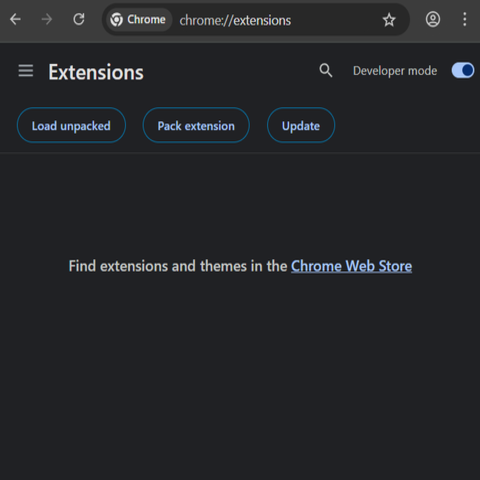 Chrome chrome://extensions
Extensions Developer mode
Load unpacked Pack extension Update
Find extensions and themes in the Chrome Web Store